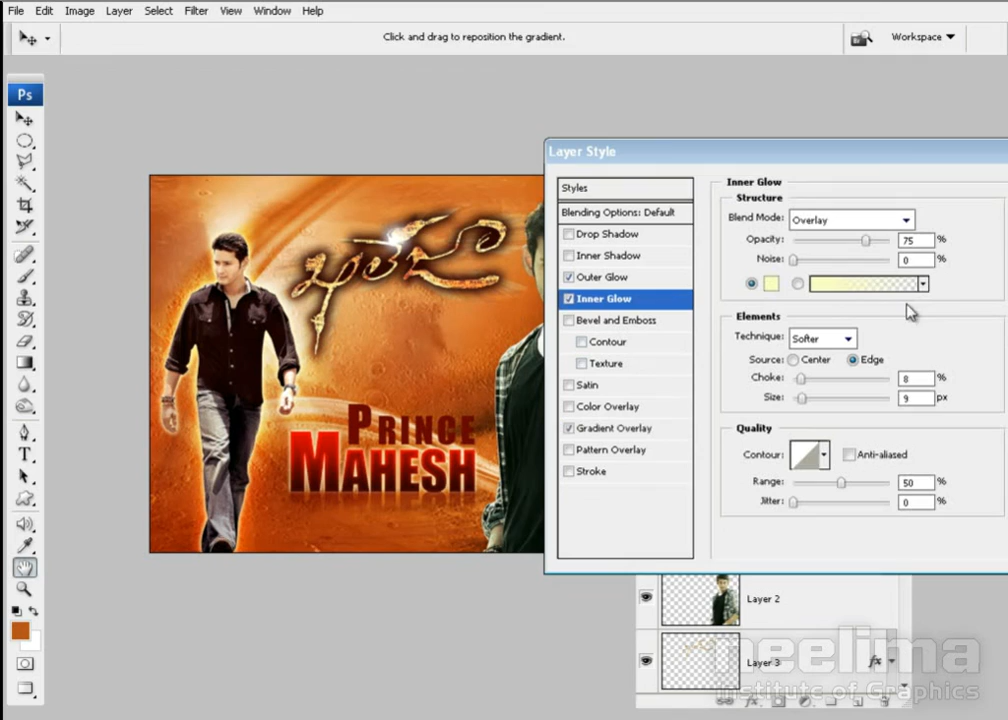 File Edit Image Layer Select Filter View Window Help
Click and drag to reposition the gradient.
Workspace
Ps
Layer Style
Styles
Blending Options: Default
Drop Shadow
Inner Shadow
Outer Glow
Inner Glow
Bevel and Emboss
Contour
Texture
Satin
Color Overlay
Gradient Overlay
Pattern Overlay
Stroke
Inner Glow
Structure
Blend Mode: Overlay
Opacity: 75 %
Noise: 0 %
Elements
Technique: Softer
Source: Center Edge
Choke: 8 %
Size: 9 px
Quality
Contour: Anti-aliased
Range: 50 %
Jitter: 0 %
ఖలేజా
PRINCE
MAHESH
Layer 2
Layer 3
fx
neelima
Institute of Graphics